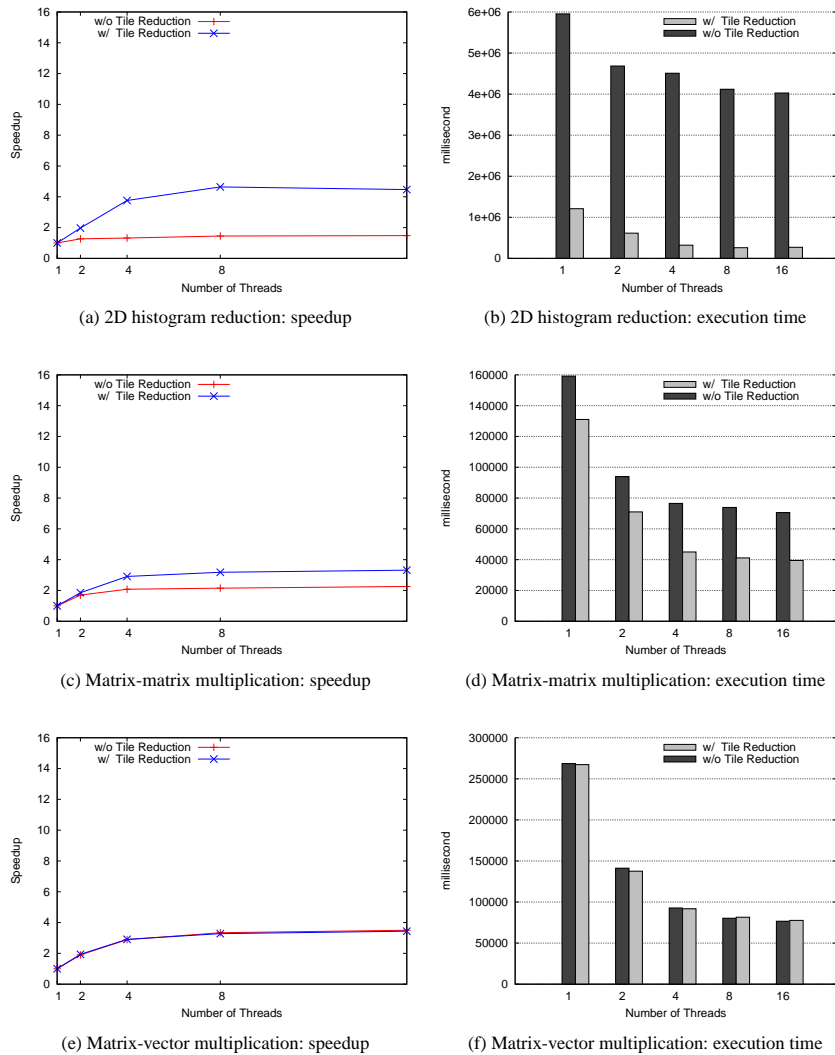 w/o Tile Reduction
w/ Tile Reduction
16
14
12
10
8
6
4
2
0
Speedup
1 2 4 8
Number of Threads
(a) 2D histogram reduction: speedup
w/ Tile Reduction
w/o Tile Reduction
6e+06
5e+06
4e+06
3e+06
2e+06
1e+06
0
millisecond
1 2 4 8 16
Number of Threads
(b) 2D histogram reduction: execution time
w/o Tile Reduction
w/ Tile Reduction
16
14
12
10
8
6
4
2
0
Speedup
1 2 4 8
Number of Threads
(c) Matrix-matrix multiplication: speedup
w/ Tile Reduction
w/o Tile Reduction
160000
140000
120000
100000
80000
60000
40000
20000
0
millisecond
1 2 4 8 16
Number of Threads
(d) Matrix-matrix multiplication: execution time
w/o Tile Reduction
w/ Tile Reduction
16
14
12
10
8
6
4
2
0
Speedup
1 2 4 8
Number of Threads
(e) Matrix-vector multiplication: speedup
w/ Tile Reduction
w/o Tile Reduction
300000
250000
200000
150000
100000
50000
0
millisecond
1 2 4 8 16
Number of Threads
(f) Matrix-vector multiplication: execution time